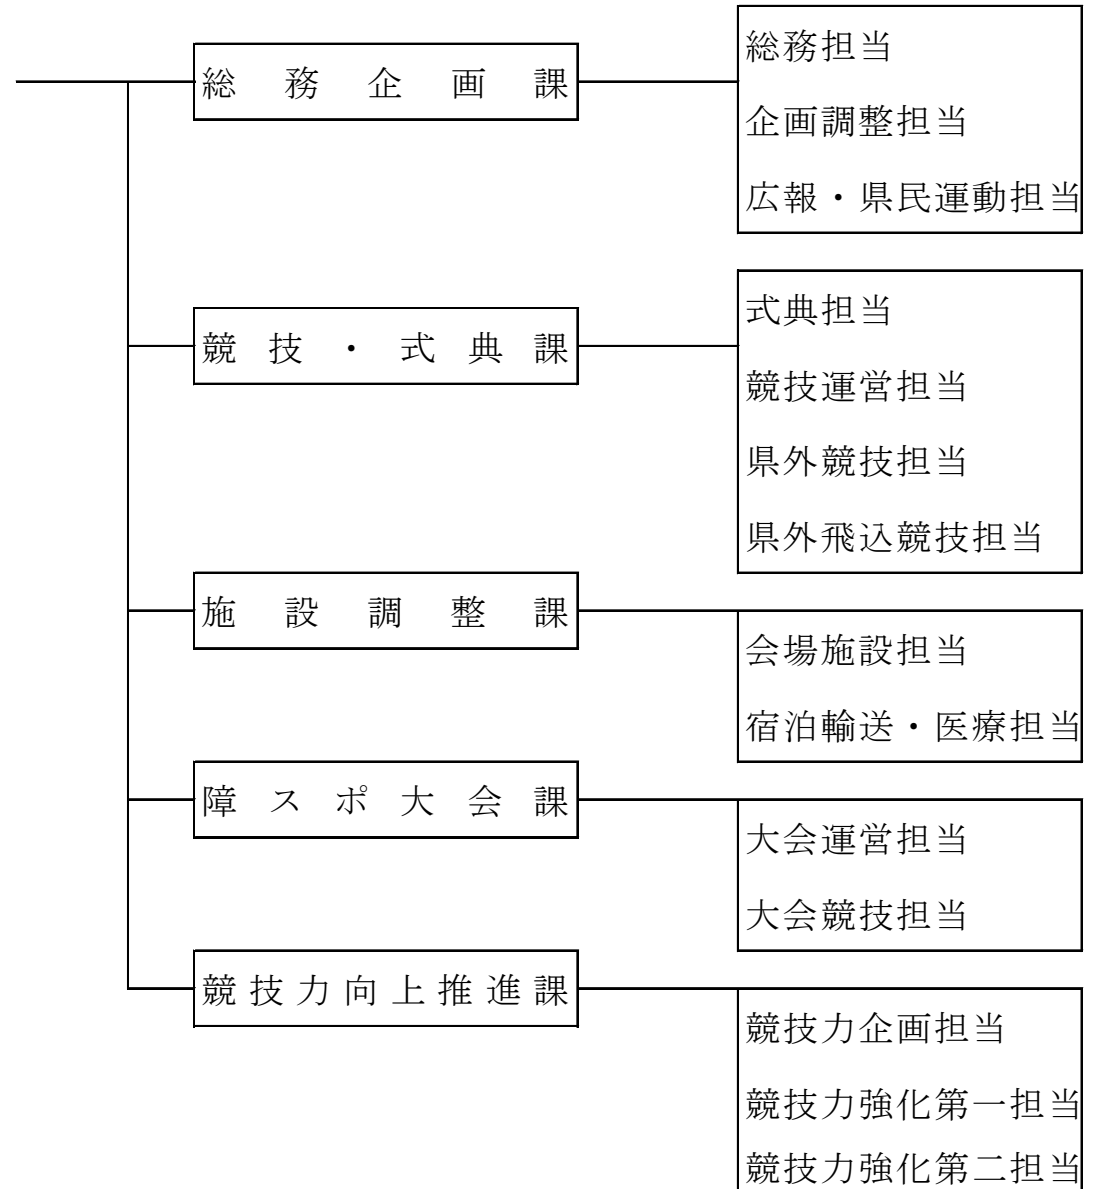 総務企画課
総務担当
企画調整担当
広報・県民運動担当
競技・式典課
式典担当
競技運営担当
県外競技担当
県外飛込競技担当
施設調整課
会場施設担当
宿泊輸送・医療担当
障スポ大会課
大会運営担当
大会競技担当
競技力向上推進課
競技力企画担当
競技力強化第一担当
競技力強化第二担当